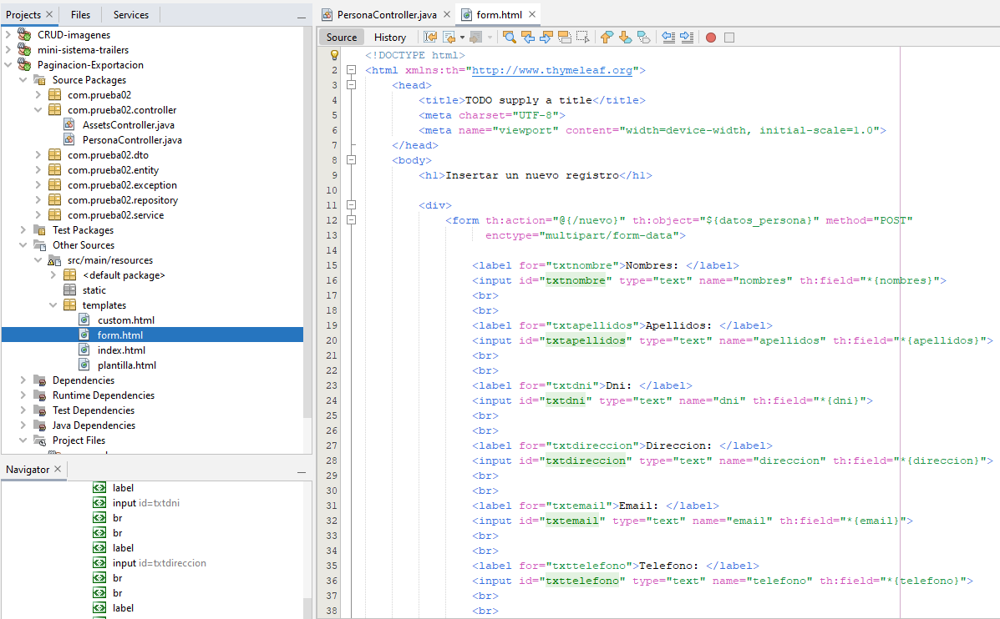 Projects
Files
Services
CRUD-imagenes
mini-sistema-trailers
Paginacion-Exportacion
Source Packages
com.prueba02
com.prueba02.controller
AssetsController.java
PersonaController.java
com.prueba02.dto
com.prueba02.entity
com.prueba02.exception
com.prueba02.repository
com.prueba02.service
Test Packages
Other Sources
src/main/resources
<default package>
static
templates
custom.html
form.html
index.html
plantilla.html
Dependencies
Runtime Dependencies
Test Dependencies
Java Dependencies
Project Files
Navigator
label
input id=txtdni
br
br
label
input id=txtdireccion
br
br
label
PersonaController.java
form.html
Source
History
<!DOCTYPE html>
2 <html xmlns:th="http://www.thymeleaf.org">
3 <head>
4 <title>TODO supply a title</title>
5 <meta charset="UTF-8">
6 <meta name="viewport" content="width=device-width, initial-scale=1.0">
7 </head>
8 <body>
9 <h1>Insertar un nuevo registro</h1>
10
11 <div>
12 <form th:action="@{/nuevo}" th:object="${datos_persona}" method="POST"
13 enctype="multipart/form-data">
14
15 <label for="txtnombre">Nombres: </label>
16 <input id="txtnombre" type="text" name="nombres" th:field="*{nombres}">
17 <br>
18 <br>
19 <label for="txtapellidos">Apellidos: </label>
20 <input id="txtapellidos" type="text" name="apellidos" th:field="*{apellidos}">
21 <br>
22 <br>
23 <label for="txtdni">Dni: </label>
24 <input id="txtdni" type="text" name="dni" th:field="*{dni}">
25 <br>
26 <br>
27 <label for="txtdireccion">Direccion: </label>
28 <input id="txtdireccion" type="text" name="direccion" th:field="*{direccion}">
29 <br>
30 <br>
31 <label for="txtemail">Email: </label>
32 <input id="txtemail" type="text" name="email" th:field="*{email}">
33 <br>
34 <br>
35 <label for="txttelefono">Telefono: </label>
36 <input id="txttelefono" type="text" name="telefono" th:field="*{telefono}">
37 <br>
38 <br>